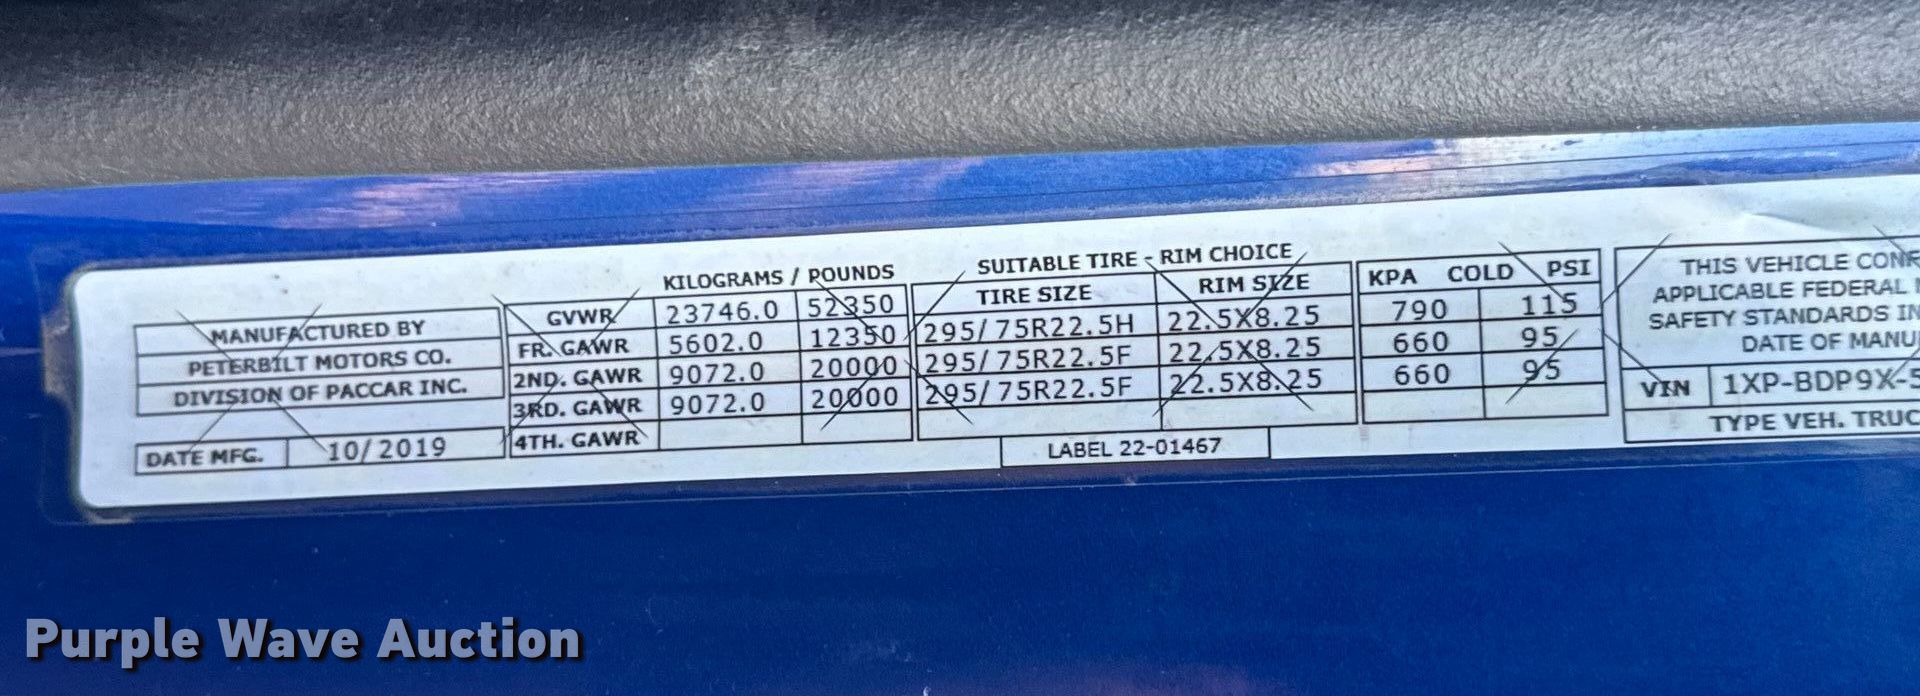 MANUFACTURED BY
PETERBILT MOTORS CO.
DIVISION OF PACCAR INC.
DATE MFG. 10/2019
KILOGRAMS / POUNDS
GVWR 23746.0 52350
FR. GAWR 5602.0 12350
2ND. GAWR 9072.0 20000
3RD. GAWR 9072.0 20000
4TH. GAWR
SUITABLE TIRE - RIM CHOICE
TIRE SIZE RIM SIZE
295/75R22.5H 22.5X8.25
295/75R22.5F 22.5X8.25
295/75R22.5F 22.5X8.25
LABEL 22-01467
KPA COLD PSI
790 115
660 95
660 95
THIS VEHICLE CONF
APPLICABLE FEDERAL
SAFETY STANDARDS IN
DATE OF MANU
VIN 1XP-BDP9X-5
TYPE VEH. TRUC
Purple Wave Auction